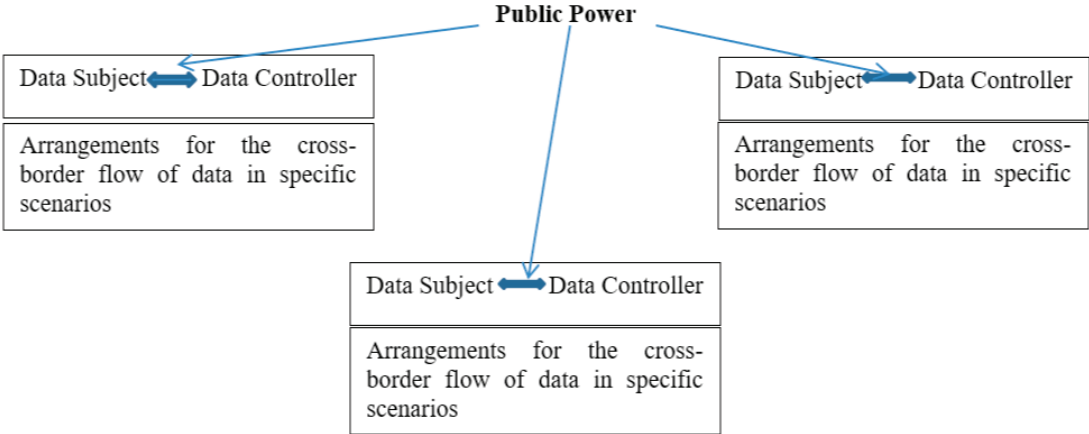 Public Power
Data Subject Data Controller
Arrangements for the cross-
border flow of data in specific
scenarios
Data Subject Data Controller
Arrangements for the cross-
border flow of data in specific
scenarios
Data Subject Data Controller
Arrangements for the cross-
border flow of data in specific
scenarios